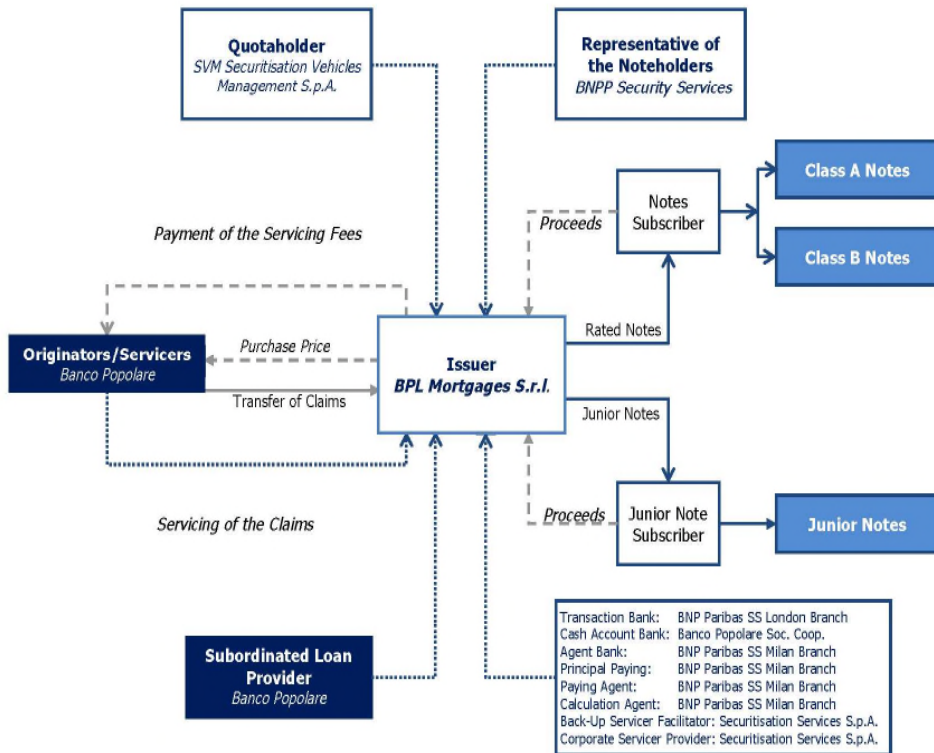 Quotaholder
SVM Securitisation Vehicles
Management S.p.A.
Representative of
the Noteholders
BNPP Security Services
Class A Notes
Notes
Subscriber
Proceeds
Class B Notes
Payment of the Servicing Fees
Rated Notes
Originators/Servicers
Banco Popolare
Purchase Price
Transfer of Claims
Issuer
BPL Mortgages S.r.l.
Junior Notes
Servicing of the Claims
Proceeds
Junior Note
Subscriber
Junior Notes
Subordinated Loan
Provider
Banco Popolare
Transaction Bank: BNP Paribas SS London Branch
Cash Account Bank: Banco Popolare Soc. Coop.
Agent Bank: BNP Paribas SS Milan Branch
Principal Paying: BNP Paribas SS Milan Branch
Paying Agent: BNP Paribas SS Milan Branch
Calculation Agent: BNP Paribas SS Milan Branch
Back-Up Servicer Facilitator: Securitisation Services S.p.A.
Corporate Servicer Provider: Securitisation Services S.p.A.